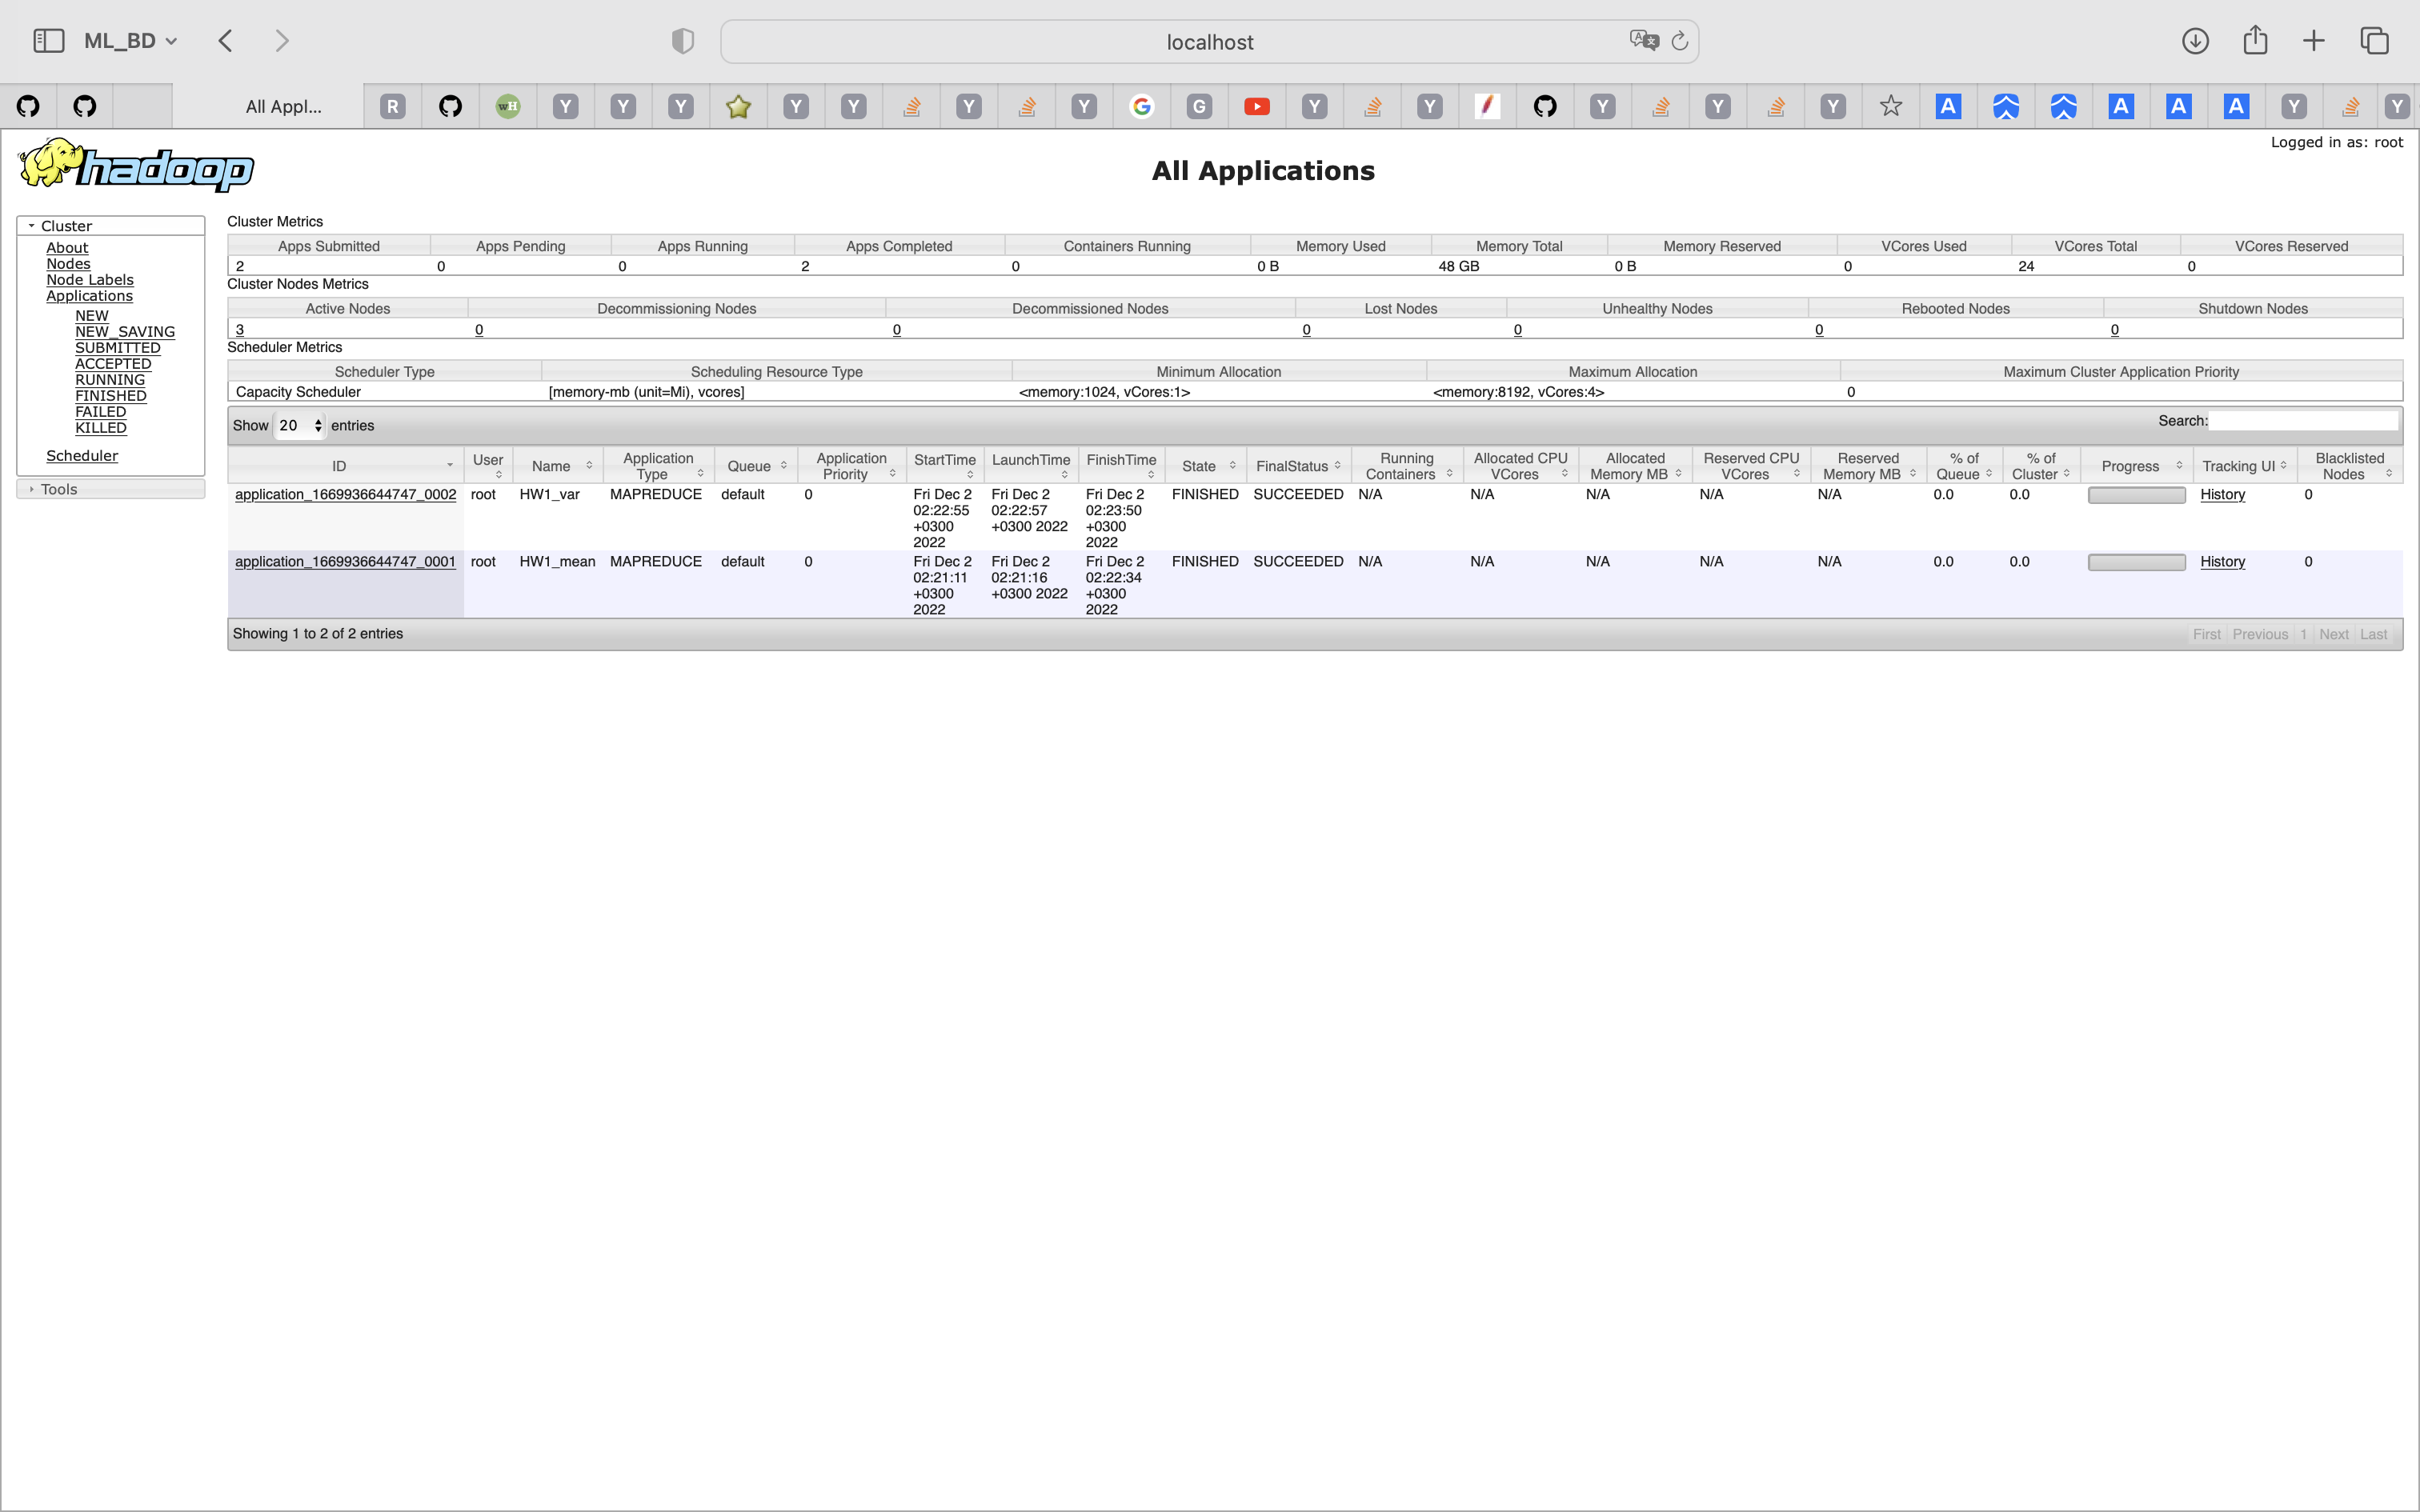 ML_BD
localhost
All Appl...
R wH Y Y Y Y Y Y Y G G Y Y Y Y Y A A A A Y Y
hadoop
Logged in as: root
All Applications
Cluster
About
Nodes
Node Labels
Applications
NEW
NEW_SAVING
SUBMITTED
ACCEPTED
RUNNING
FINISHED
FAILED
KILLED
Scheduler
Tools
Cluster Metrics
Apps Submitted Apps Pending Apps Running Apps Completed Containers Running Memory Used Memory Total Memory Reserved VCores Used VCores Total VCores Reserved
2 0 0 2 0 0 B 48 GB 0 B 0 24 0
Cluster Nodes Metrics
Active Nodes Decommissioning Nodes Decommissioned Nodes Lost Nodes Unhealthy Nodes Rebooted Nodes Shutdown Nodes
3 0 0 0 0 0 0
Scheduler Metrics
Scheduler Type Scheduling Resource Type Minimum Allocation Maximum Allocation Maximum Cluster Application Priority
Capacity Scheduler [memory-mb (unit=Mi), vcores] <memory:1024, vCores:1> <memory:8192, vCores:4> 0
Show 20 entries Search:
ID User Name Application Type Queue Application Priority StartTime LaunchTime FinishTime State FinalStatus Running Containers Allocated CPU VCores Allocated Memory MB Reserved CPU VCores Reserved Memory MB % of Queue % of Cluster Progress Tracking UI Blacklisted Nodes
application_1669936644747_0002 root HW1_var MAPREDUCE default 0 Fri Dec 2 02:22:55 +0300 2022 Fri Dec 2 02:22:57 +0300 2022 Fri Dec 2 02:23:50 +0300 2022 FINISHED SUCCEEDED N/A N/A N/A N/A N/A 0.0 0.0 History 0
application_1669936644747_0001 root HW1_mean MAPREDUCE default 0 Fri Dec 2 02:21:11 +0300 2022 Fri Dec 2 02:21:16 +0300 2022 Fri Dec 2 02:22:34 +0300 2022 FINISHED SUCCEEDED N/A N/A N/A N/A N/A 0.0 0.0 History 0
Showing 1 to 2 of 2 entries First Previous 1 Next Last